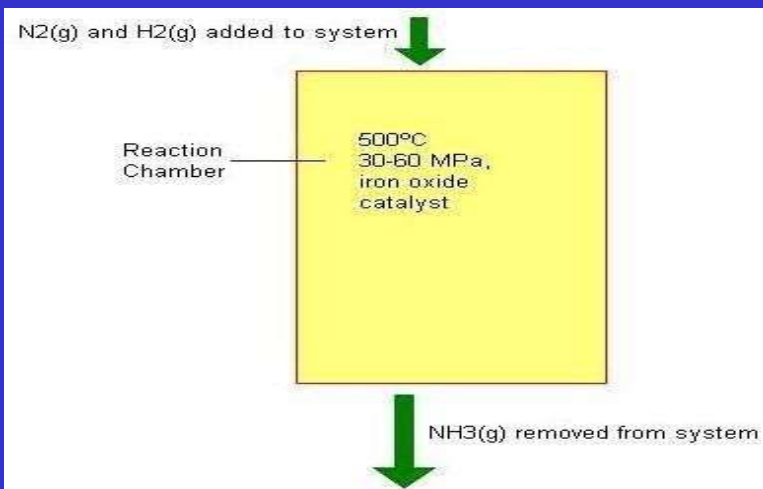 N2(g) and H2(g) added to system
Reaction
Chamber
500ºC
30-60 MPa,
iron oxide
catalyst
NH3(g) removed from system